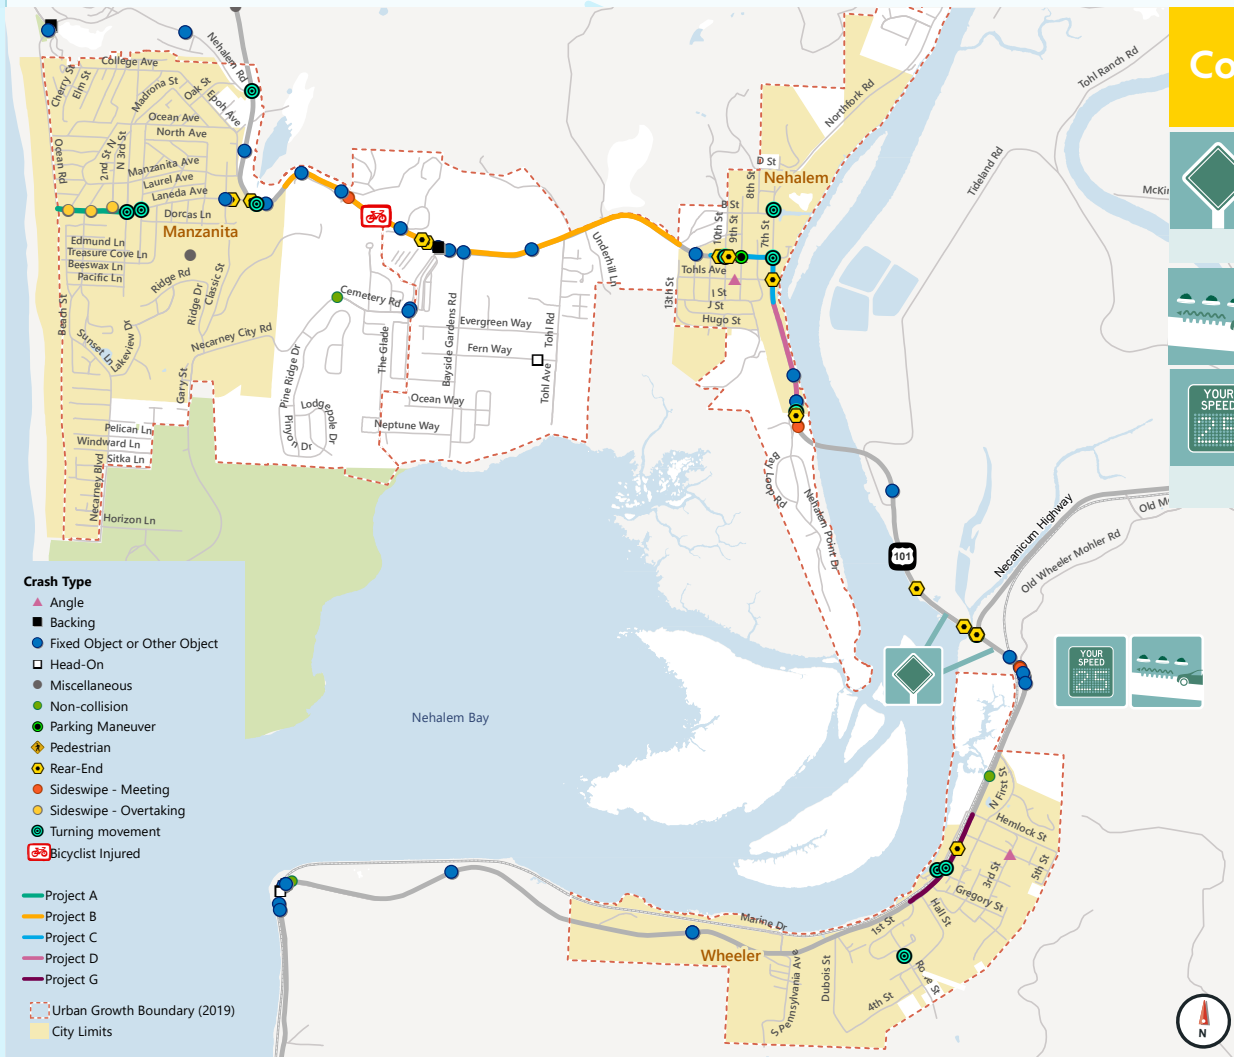 Co
Nehalem Rd
College Ave
Cherry St
Elm St
Madrona St
Oak St
Epoh Ave
Ocean Ave
North Ave
Ocean Rd
2nd St N
N 3rd St
Manzanita Ave
Laurel Ave
Laneda Ave
Dorcas Ln
Manzanita
Edmund Ln
Treasure Cove Ln
Beeswax Ln
Pacific Ln
Ridge Rd
Ridge Dr
Classic St
Beach St
Sunset Ln
Lakeview Dr
Necarney City Rd
Gary St
Pelican Ln
Windward Ln
Sitka Ln
Necarney Blvd
Horizon Ln
Cemetery Rd
The Glade
Pine Ridge Dr
Lodgepole Dr
Pinyon Dr
Bayside Gardens Rd
Evergreen Way
Fern Way
Tohl Rd
Tohl Ave
Ocean Way
Neptune Way
Underhill Ln
Northfork Rd
D St
Nehalem
8th St
B St
10th St
9th St
7th St
Tohls Ave
13th St
I St
J St
Hugo St
Bay Loop Rd
Nehalem Point Dr
Tideland Rd
Tohl Ranch Rd
McKi
YOUR
SPEED
25
Necanicum Highway
Old M
Old Wheeler Mohler Rd
101
YOUR
SPEED
25
Nehalem Bay
N First St
Hemlock St
3rd St
5th St
Gregory St
Hall St
1st St
Marine Dr
Wheeler
S Pennsylvania Ave
Dubois St
4th St
Crash Type
Angle
Backing
Fixed Object or Other Object
Head-On
Miscellaneous
Non-collision
Parking Maneuver
Pedestrian
Rear-End
Sideswipe - Meeting
Sideswipe - Overtaking
Turning movement
Bicyclist Injured
Project A
Project B
Project C
Project D
Project G
Urban Growth Boundary (2019)
City Limits
N